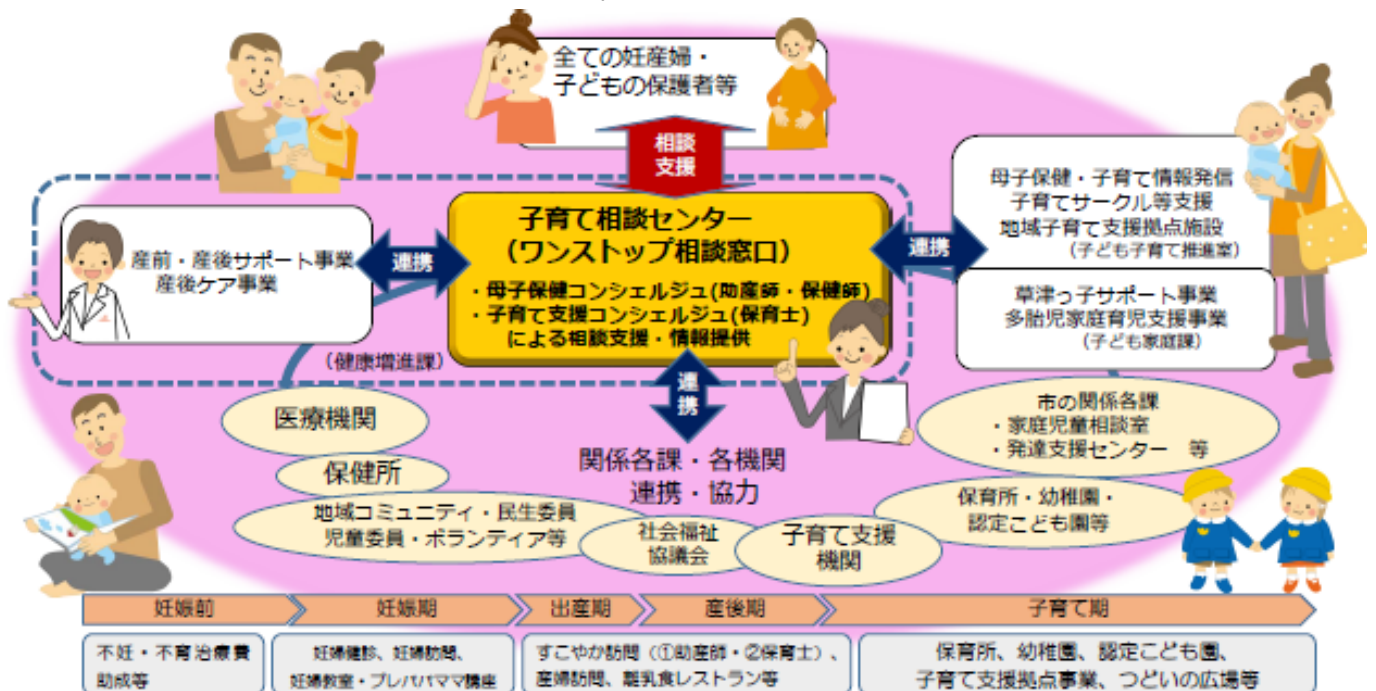 全ての妊産婦・
子どもの保護者等
相談
支援
子育て相談センター
（ワンストップ相談窓口）
・母子保健コンシェルジュ(助産師・保健師)
・子育て支援コンシェルジュ(保育士)
による相談支援・情報提供
連携
産前・産後サポート事業
産後ケア事業
（健康増進課）
連携
母子保健・子育て情報発信
子育てサークル等支援
地域子育て支援拠点施設
（子ども子育て推進室）
草津っ子サポート事業
多胎児家庭育児支援事業
（子ども家庭課）
連
携
関係各課・各機関
連携・協力
医療機関
保健所
地域コミュニティ・民生委員
児童委員・ボランティア等
社会福祉
協議会
子育て支援
機関
保育所・幼稚園・
認定こども園等
市の関係各課
・家庭児童相談室
・発達支援センター　等
妊娠前
妊娠期
出産期
産後期
子育て期
不妊・不育治療費
助成等
妊婦健診、妊婦訪問、
妊婦教室・プレパパママ講座
すこやか訪問（①助産師・②保育士）、
産婦訪問、離乳食レストラン等
保育所、幼稚園、認定こども園、
子育て支援拠点事業、つどいの広場等